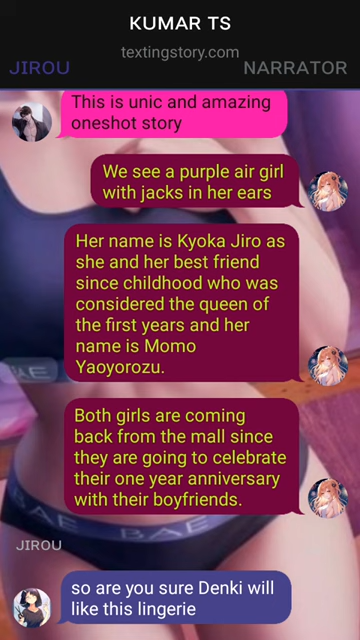 KUMAR TS
textingstory.com
JIROU
NARRATOR
This is unic and amazing
oneshot story
We see a purple air girl
with jacks in her ears
Her name is Kyoka Jiro as
she and her best friend
since childhood who was
considered the queen of
the first years and her
name is Momo
Yaoyorozu.
Both girls are coming
back from the mall since
they are going to celebrate
their one year anniversary
with their boyfriends.
BAE BAE
JIROU
so are you sure Denki will
like this lingerie